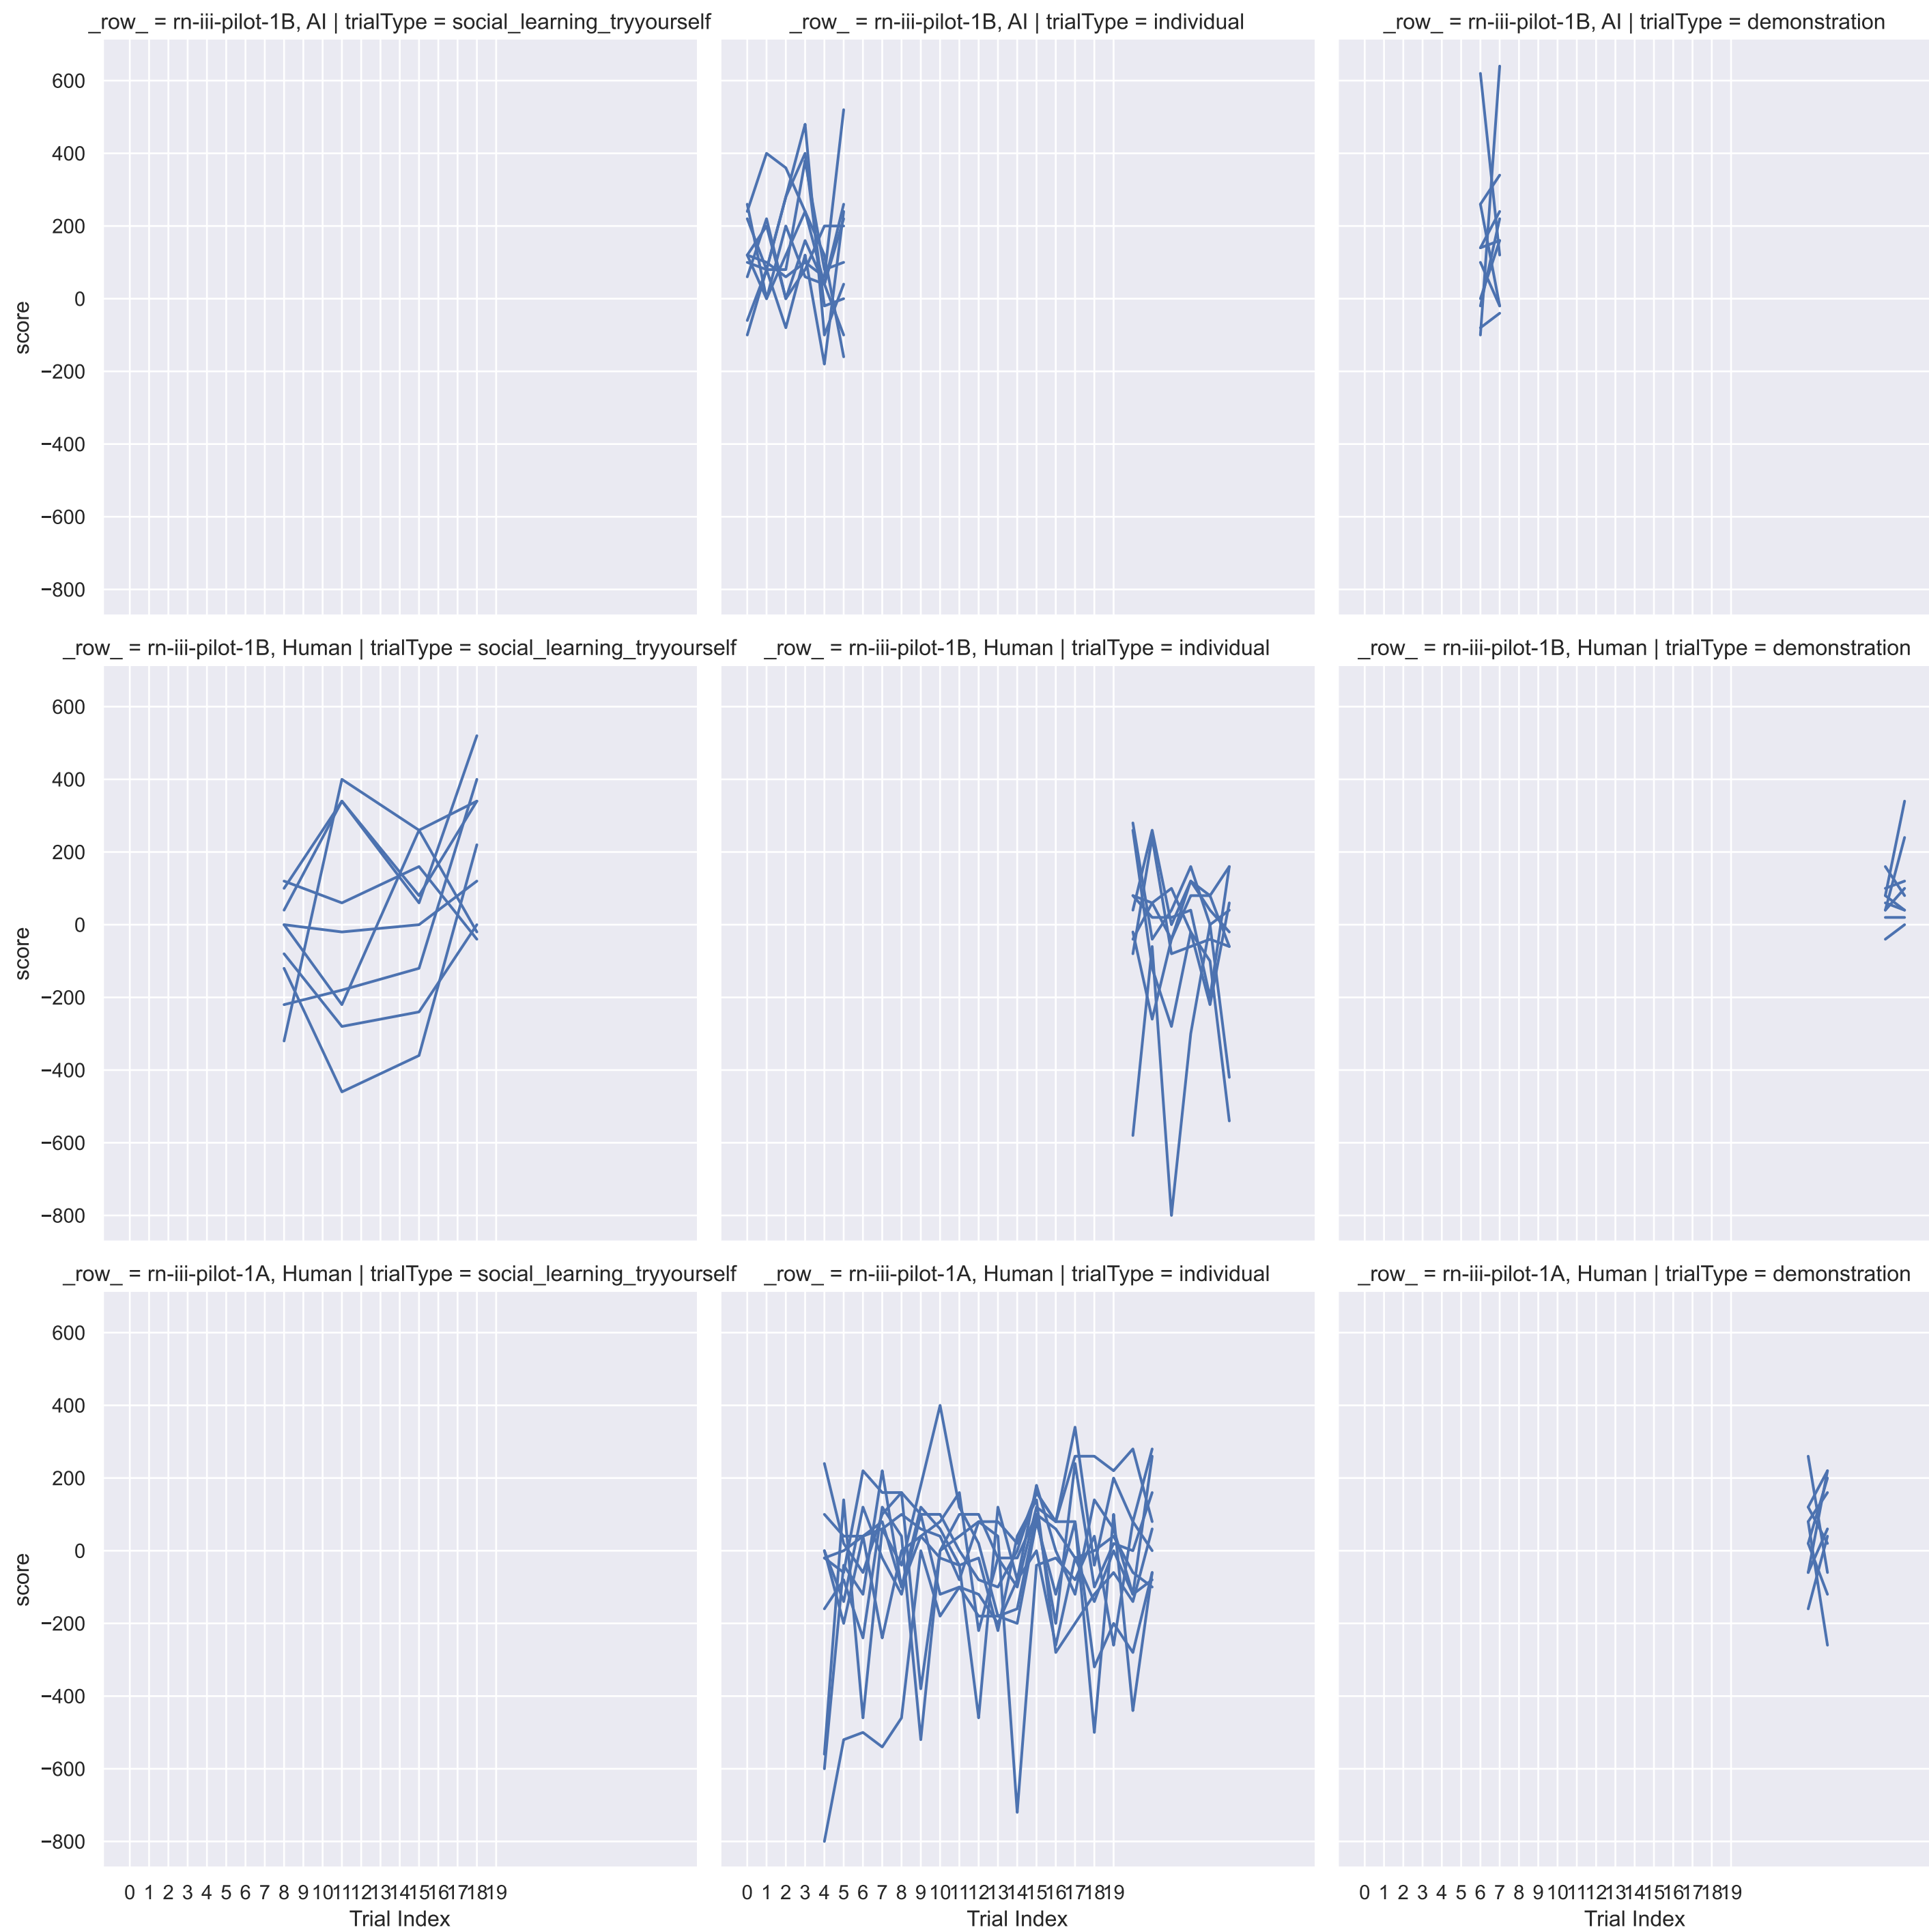 _row_ = rn-iii-pilot-1B, AI | trialType = social_learning_tryyourself
_row_ = rn-iii-pilot-1B, AI | trialType = individual
_row_ = rn-iii-pilot-1B, AI | trialType = demonstration
600
400
200
0
−200
−400
−600
−800
score
_row_ = rn-iii-pilot-1B, Human | trialType = social_learning_tryyourself
_row_ = rn-iii-pilot-1B, Human | trialType = individual
_row_ = rn-iii-pilot-1B, Human | trialType = demonstration
600
400
200
0
−200
−400
−600
−800
score
_row_ = rn-iii-pilot-1A, Human | trialType = social_learning_tryyourself
_row_ = rn-iii-pilot-1A, Human | trialType = individual
_row_ = rn-iii-pilot-1A, Human | trialType = demonstration
600
400
200
0
−200
−400
−600
−800
score
0 1 2 3 4 5 6 7 8 9 10 11 12 13 14 15 16 17 18 19
Trial Index
0 1 2 3 4 5 6 7 8 9 10 11 12 13 14 15 16 17 18 19
Trial Index
0 1 2 3 4 5 6 7 8 9 10 11 12 13 14 15 16 17 18 19
Trial Index